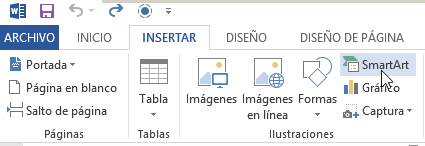 ARCHIVO INICIO INSERTAR DISEÑO DISEÑO DE PÁGINA
Portada
Página en blanco
Salto de página
Páginas
Tabla
Tablas
Imágenes
Imágenes
en línea
Formas
SmartArt
Gráfico
Captura
Ilustraciones